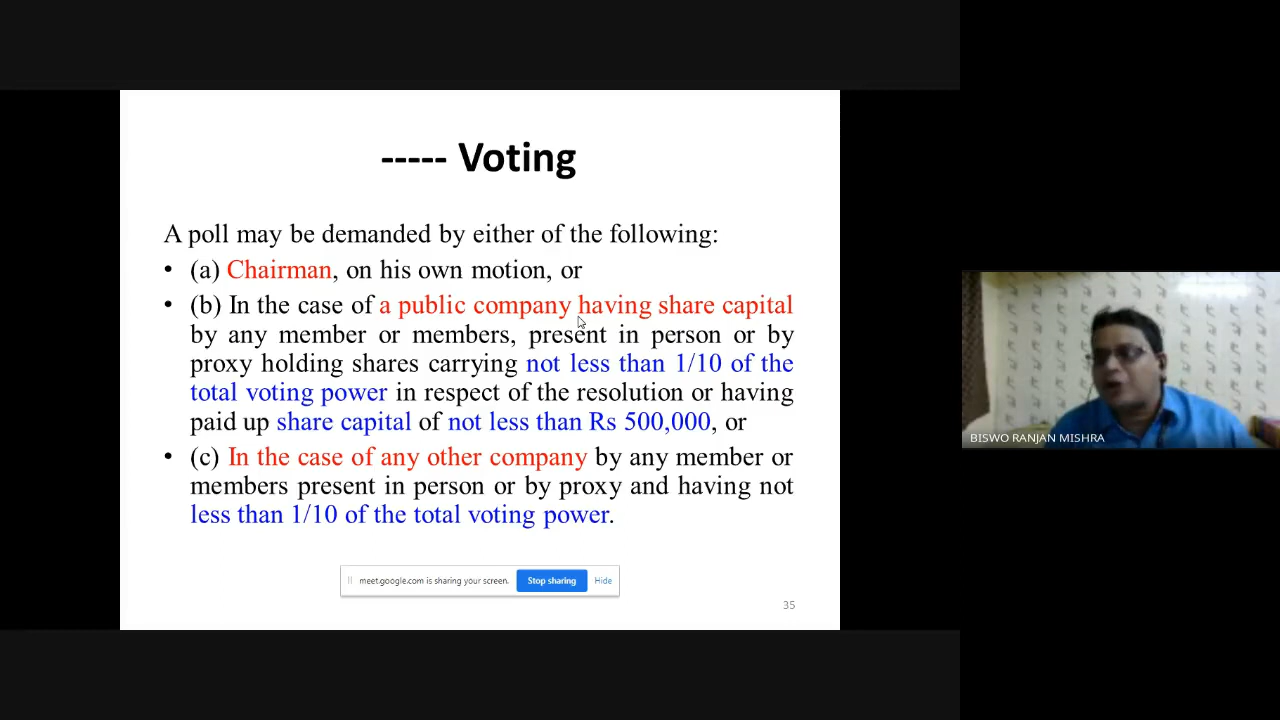 ----- Voting
A poll may be demanded by either of the following:
• (a) Chairman, on his own motion, or
• (b) In the case of a public company having share capital
by any member or members, present in person or by
proxy holding shares carrying not less than 1/10 of the
total voting power in respect of the resolution or having
paid up share capital of not less than Rs 500,000, or
• (c) In the case of any other company by any member or
members present in person or by proxy and having not
less than 1/10 of the total voting power.
meet.google.com is sharing your screen. Stop sharing Hide
35
BISWO RANJAN MISHRA